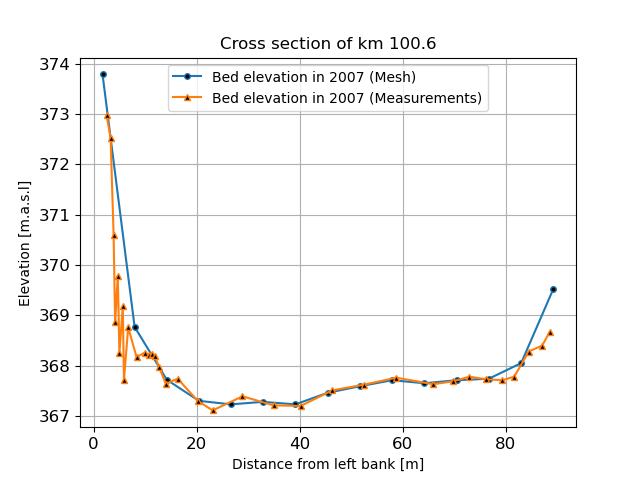 Cross section of km 100.6
Bed elevation in 2007 (Mesh)
Bed elevation in 2007 (Measurements)
Elevation [m.a.s.l]
374
373
372
371
370
369
368
367
0 20 40 60 80
Distance from left bank [m]